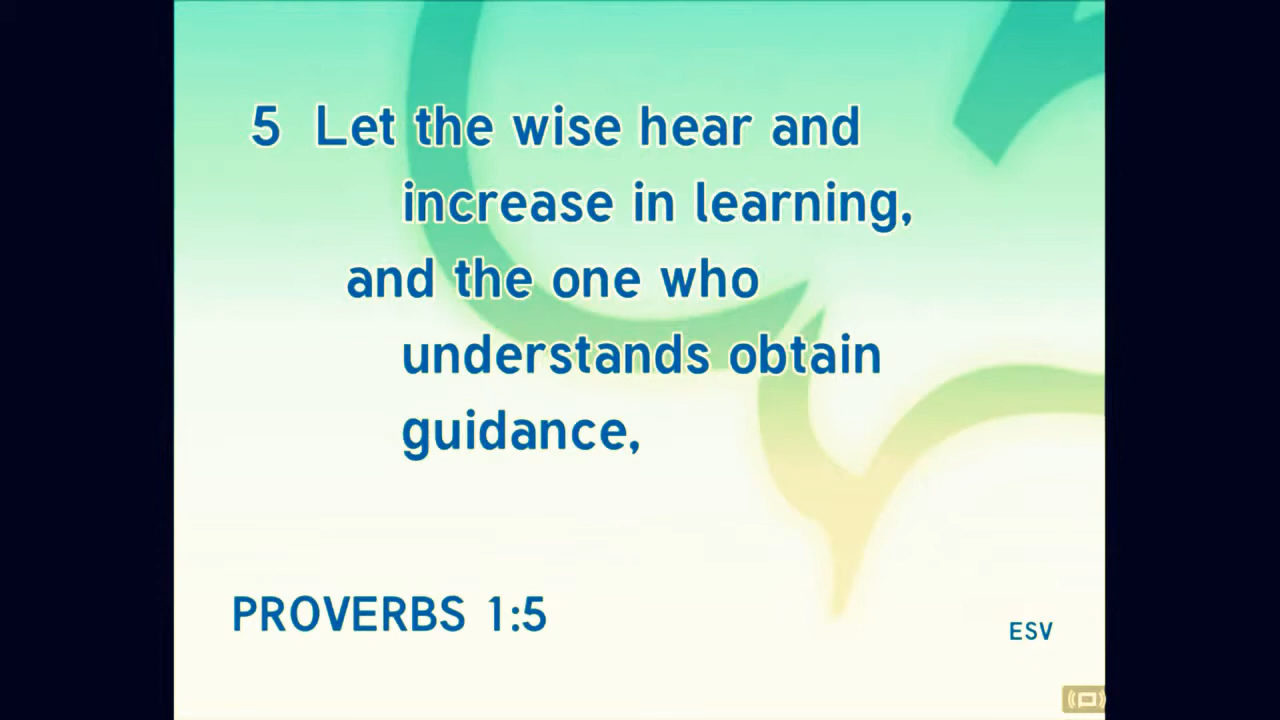 5 Let the wise hear and
increase in learning,
and the one who
understands obtain
guidance,
PROVERBS 1:5
ESV